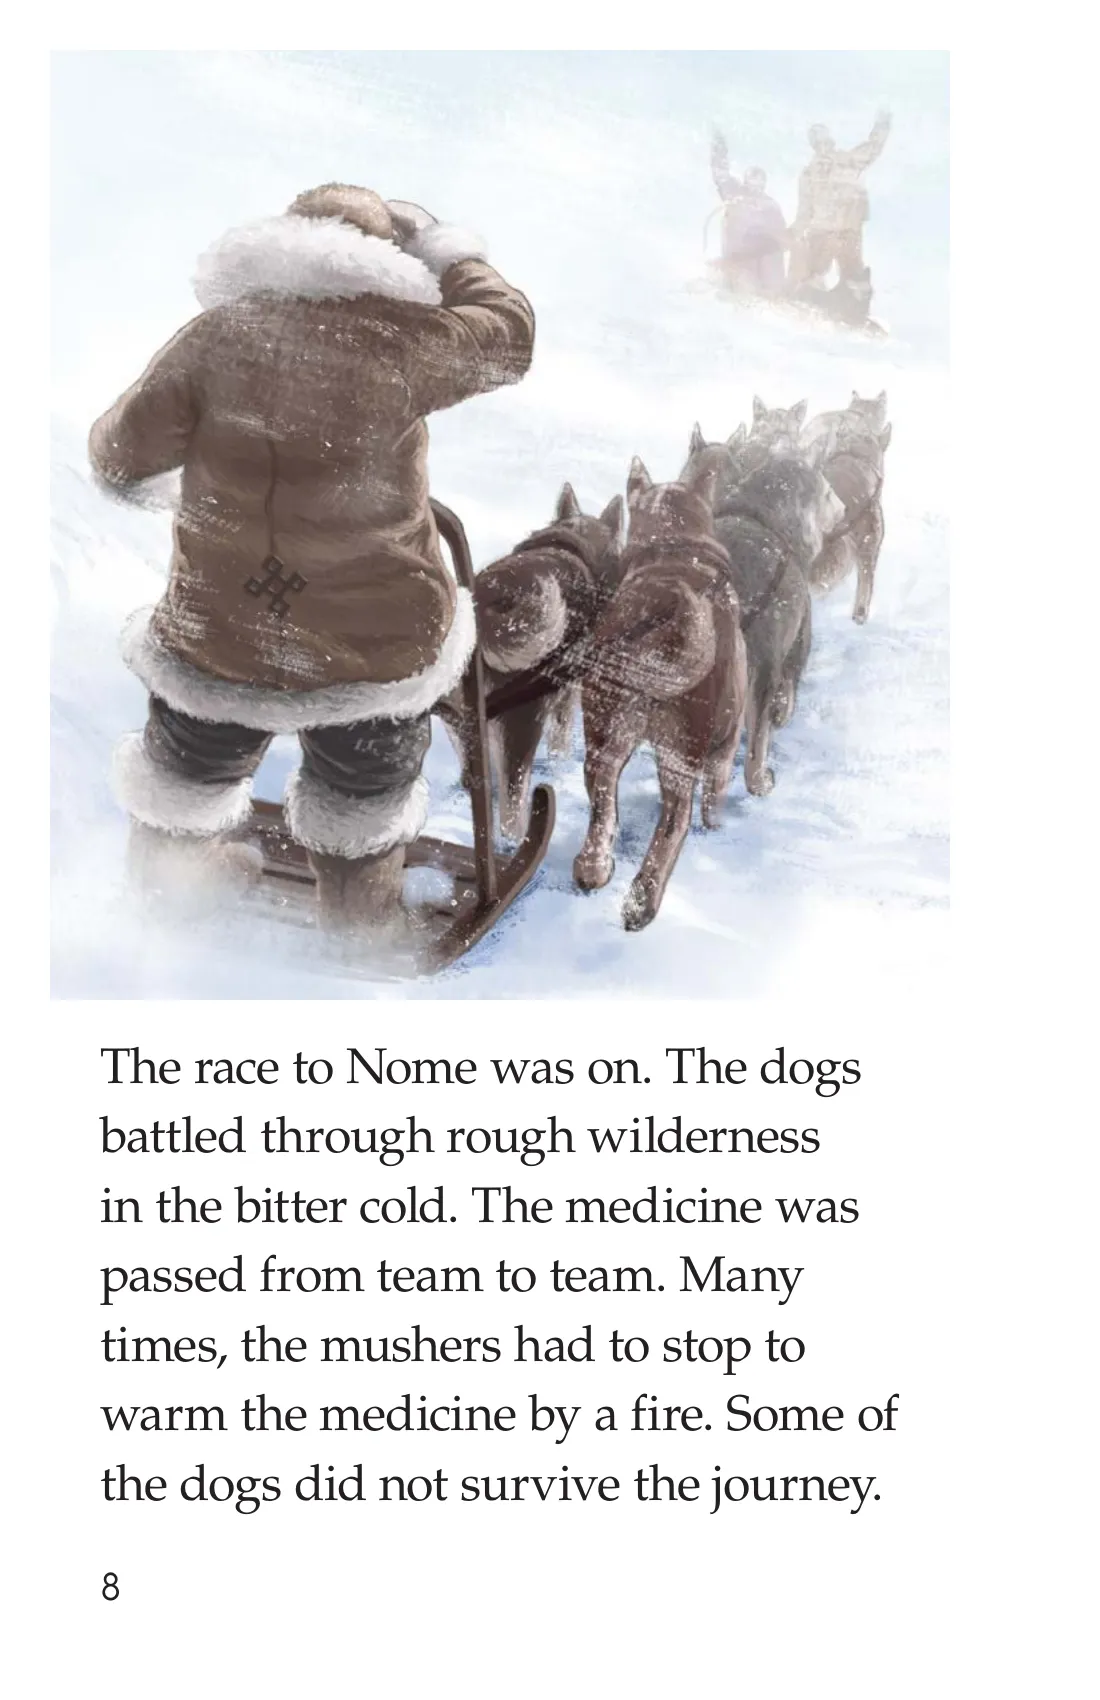 The race to Nome was on. The dogs
battled through rough wilderness
in the bitter cold. The medicine was
passed from team to team. Many
times, the mushers had to stop to
warm the medicine by a fire. Some of
the dogs did not survive the journey.
8